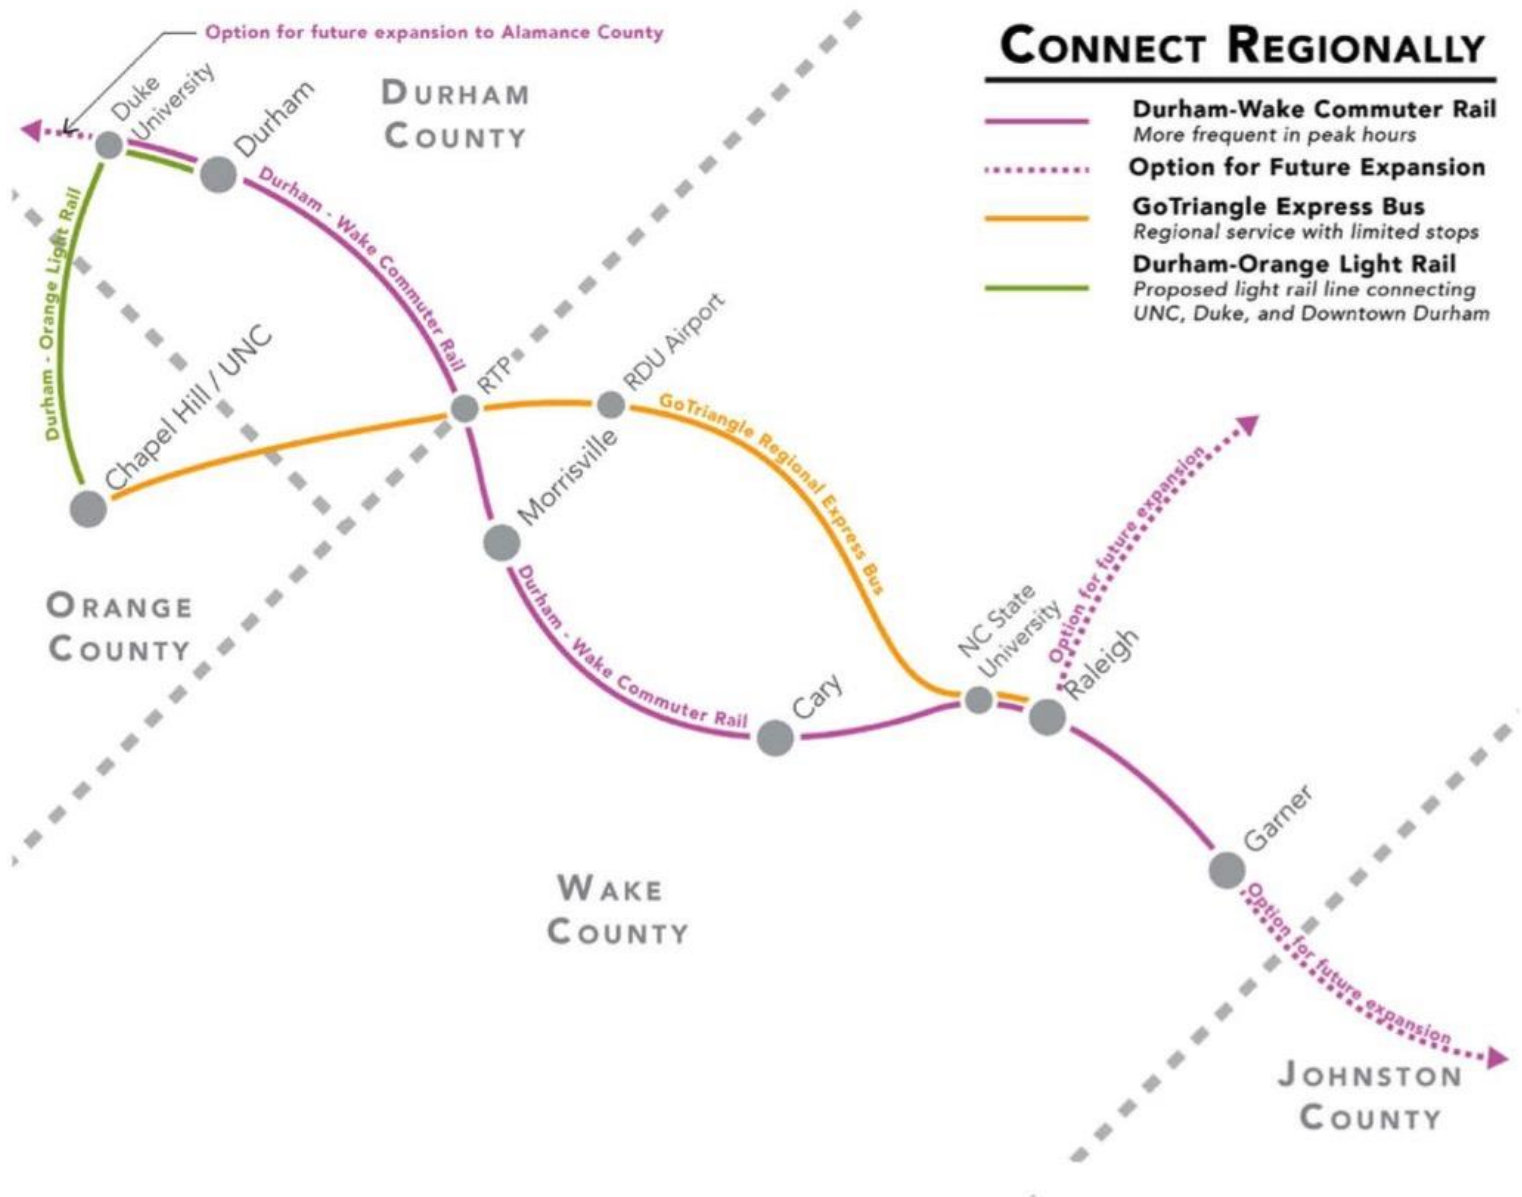 Option for future expansion to Alamance County
Duke
University
Durham
DURHAM
COUNTY
CONNECT REGIONALLY
Durham-Wake Commuter Rail
More frequent in peak hours
Option for Future Expansion
GoTriangle Express Bus
Regional service with limited stops
Durham-Orange Light Rail
Proposed light rail line connecting
UNC, Duke, and Downtown Durham
Durham - Wake Commuter Rail
Durham - Orange Light Rail
Chapel Hill / UNC
RTP
RDU Airport
GoTriangle Regional Express Bus
Morrisville
ORANGE
COUNTY
Durham - Wake Commuter Rail
Cary
NC State
University
Option for future expansion
Raleigh
Garner
WAKE
COUNTY
Option for future expansion
JOHNSTON
COUNTY